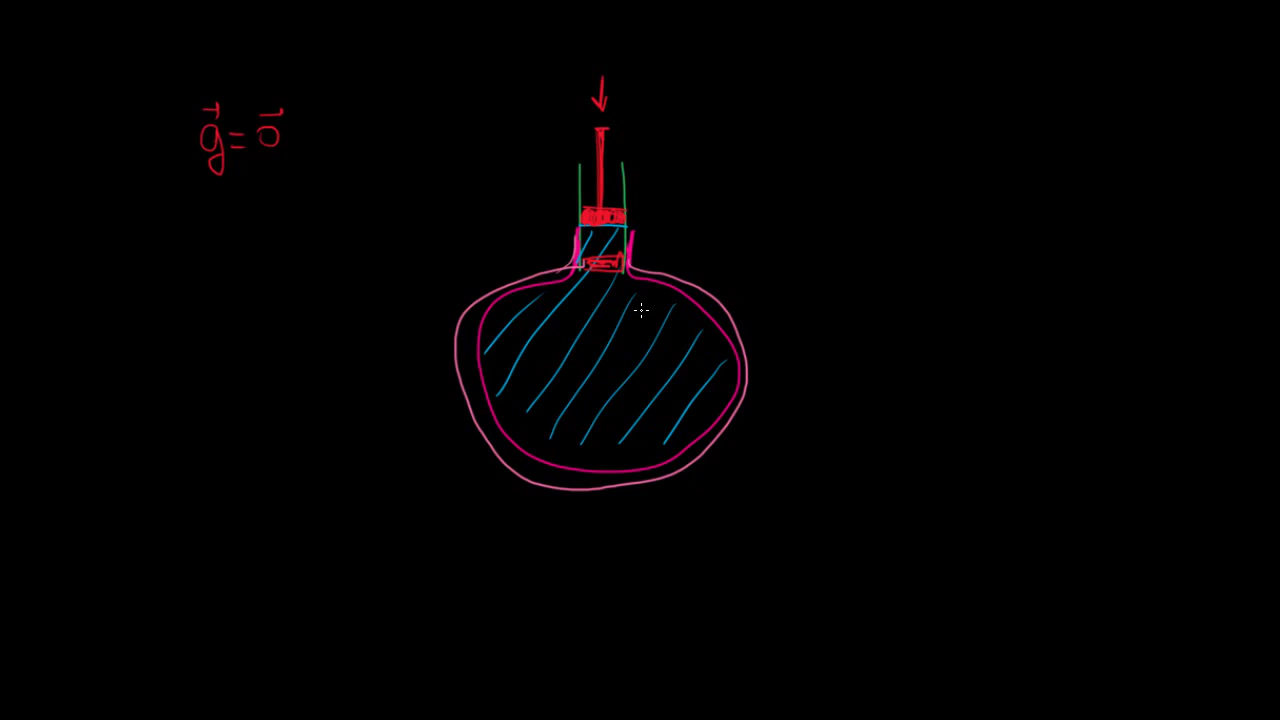 g⃗ = 0⃗